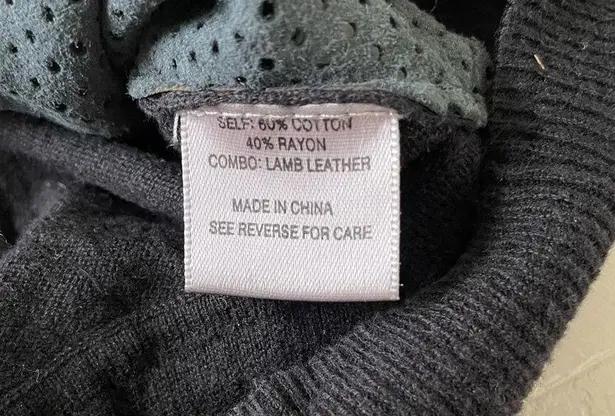 SELF: 60% COTTON
40% RAYON
COMBO: LAMB LEATHER
MADE IN CHINA
SEE REVERSE FOR CARE